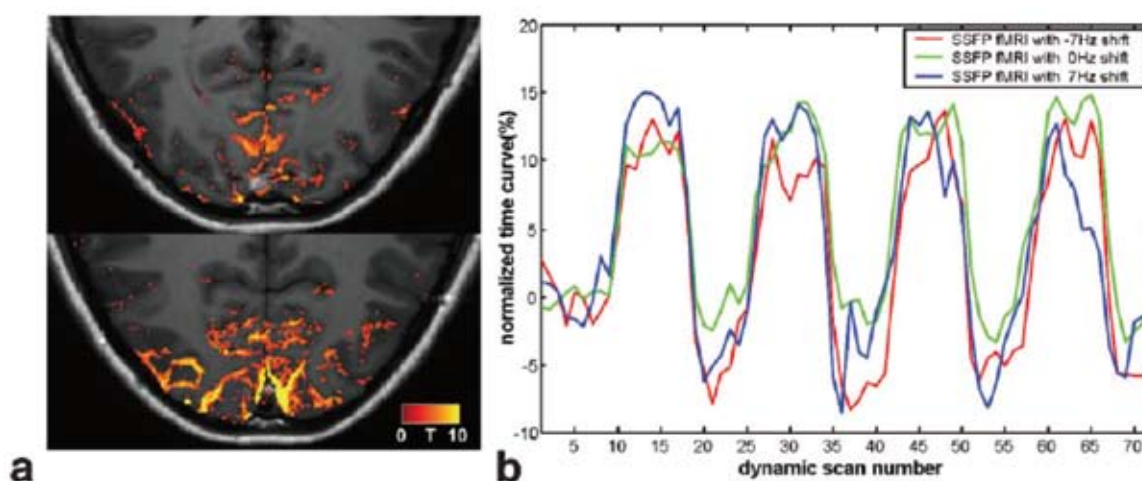 0 T 10
a
SSFP fMRI with -7Hz shift
SSFP fMRI with 0Hz shift
SSFP fMRI with 7Hz shift
normalized time curve(%)
20
15
10
5
0
-5
-10
5 10 15 20 25 30 35 40 45 50 55 60 65 70
dynamic scan number
b